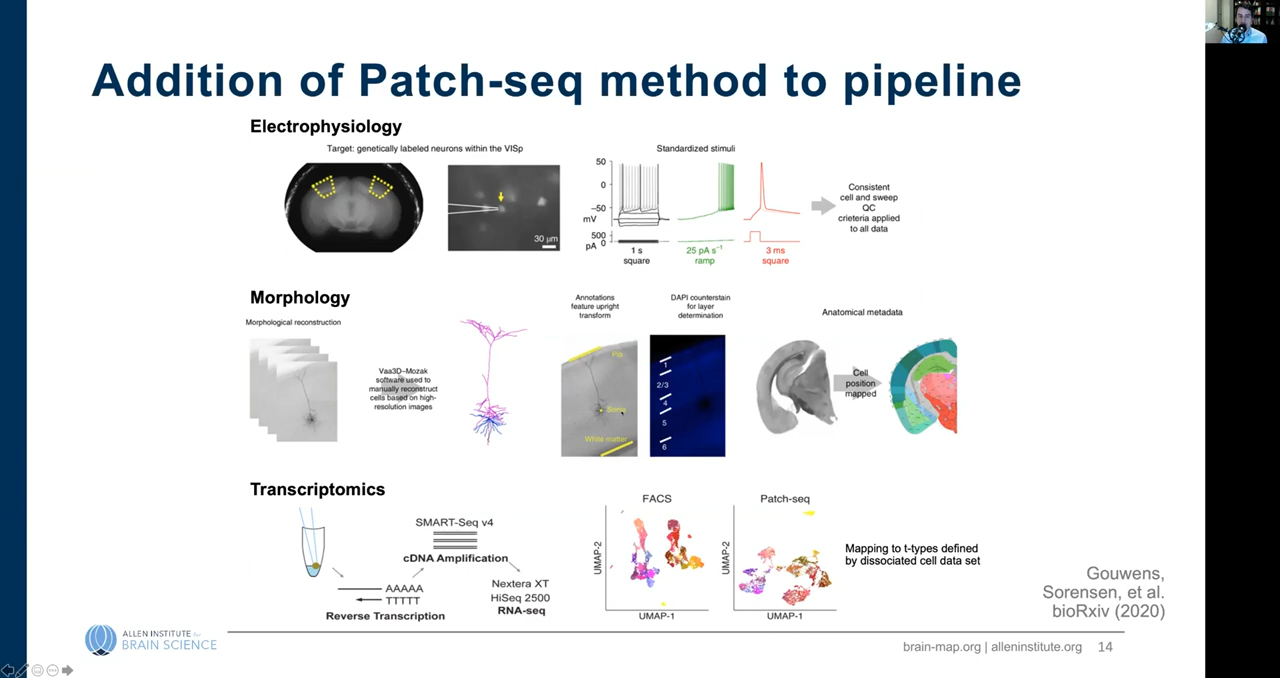 Addition of Patch-seq method to pipeline
Electrophysiology
Target: genetically labeled neurons within the VISp
30 μm
Standardized stimuli
50
0
−50
mV
500
0
pA
1 s
square
25 pA s⁻¹
ramp
3 ms
square
Consistent
cell and sweep
QC
crieteria applied
to all data
Morphology
Morphological reconstruction
Vaa3D–Mozak
software used to
manually reconstruct
cells based on high-
resolution images
Annotations
feature upright
transform
Pia
Soma
White matter
DAPI counterstain
for layer
determination
1
2/3
4
5
6
Anatomical metadata
Cell
position
mapped
Transcriptomics
SMART-Seq v4
cDNA Amplification
AAAAA
TTTTT
Reverse Transcription
Nextera XT
HiSeq 2500
RNA-seq
FACS
UMAP-2
UMAP-1
Patch-seq
UMAP-2
UMAP-1
Mapping to t-types defined
by dissociated cell data set
Gouwens,
Sorensen, et al.
bioRxiv (2020)
ALLEN INSTITUTE for
BRAIN SCIENCE
brain-map.org | alleninstitute.org 14